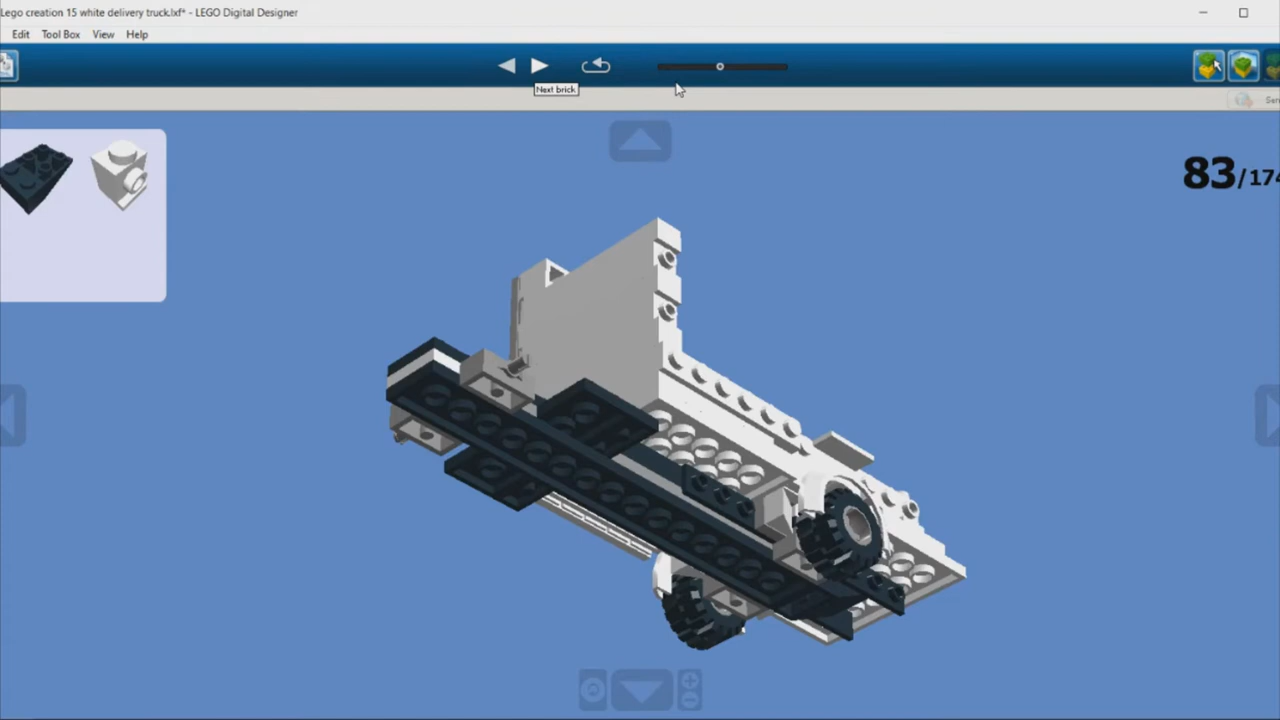 Lego creation 15 white delivery truck.lxf* - LEGO Digital Designer
Edit Tool Box View Help
Next brick
83/174